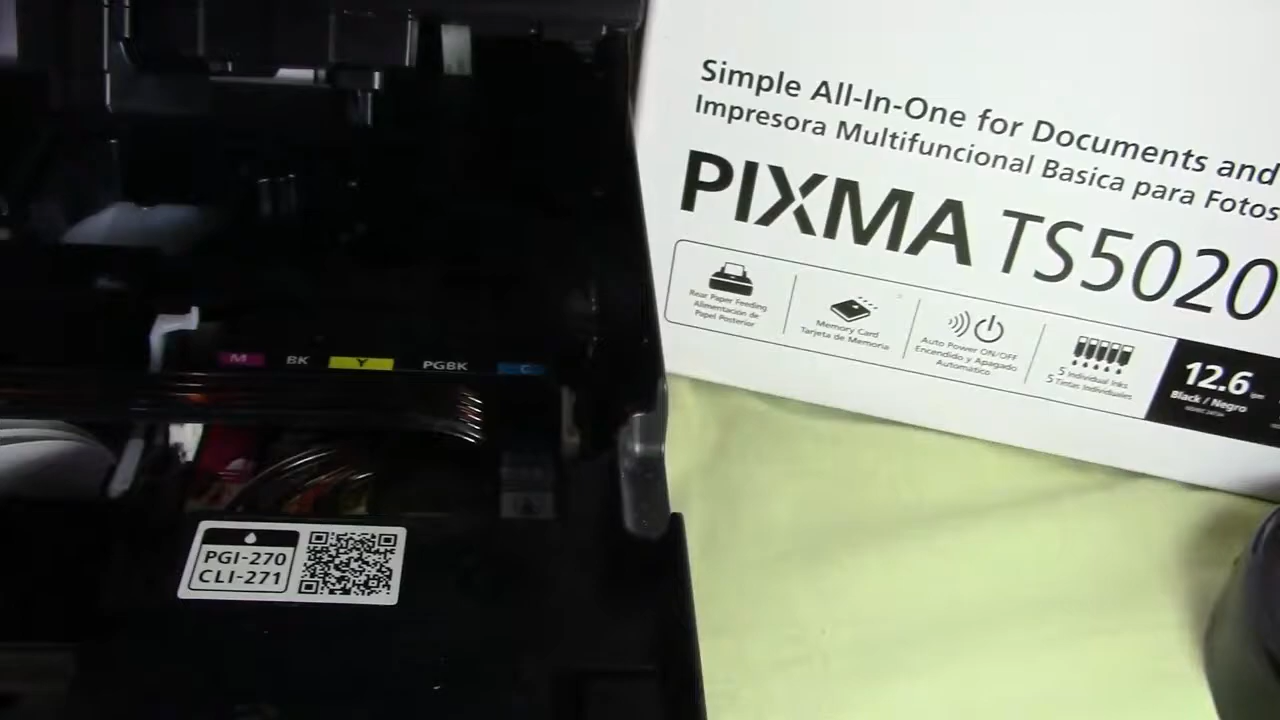 Simple All-In-One for Documents and
Impresora Multifuncional Basica para Fotos
PIXMA TS5020
Rear Paper Feeding
Alimentación de
Papel Posterior
Memory Card
Tarjeta de Memoria
Auto Power ON/OFF
Encendido y Apagado
Automático
5 Individual Inks
5 Tintas Individuales
12.6 ipm
Black / Negro
M BK Y PGBK C
PGI-270
CLI-271